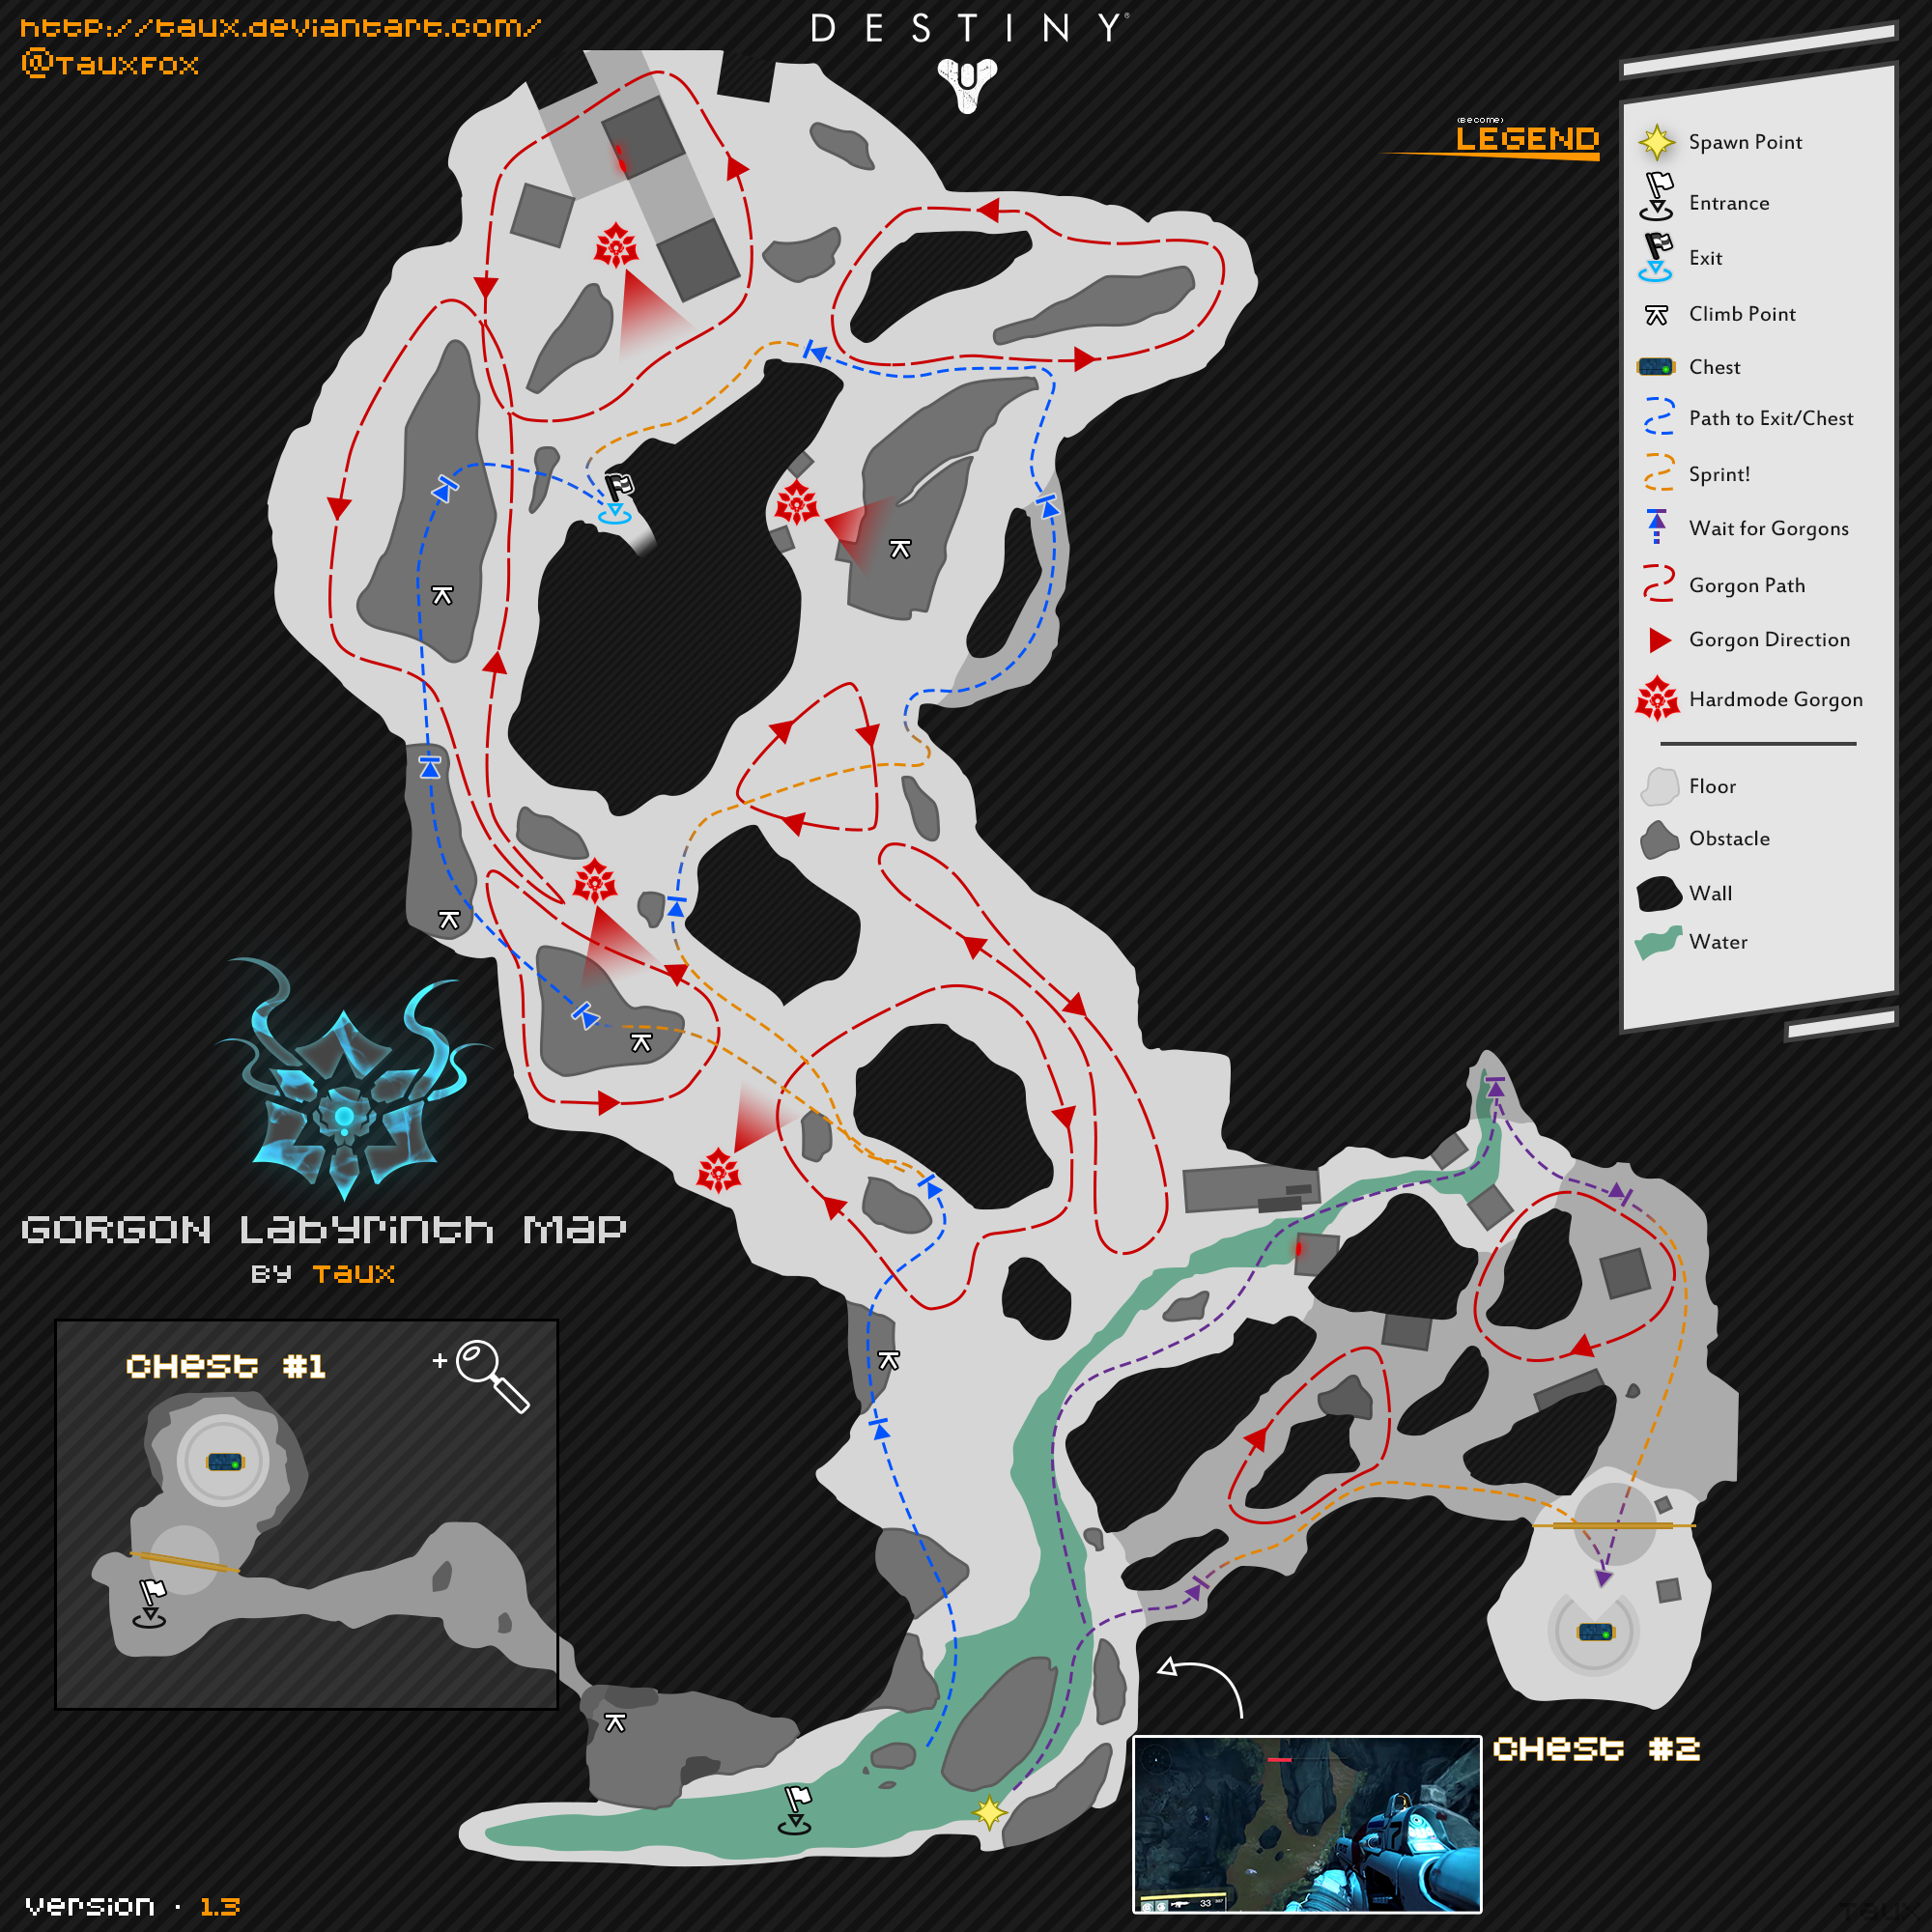 http://taux.deviantart.com/
@Tauxfox
DESTINY
(Become)
LEGEND
Spawn Point
Entrance
Exit
Climb Point
Chest
Path to Exit/Chest
Sprint!
Wait for Gorgons
Gorgon Path
Gorgon Direction
Hardmode Gorgon
Floor
Obstacle
Wall
Water
GORGON Labyrinth Map
BY Taux
Chest #1
+
Chest #2
33
Version · 1.3